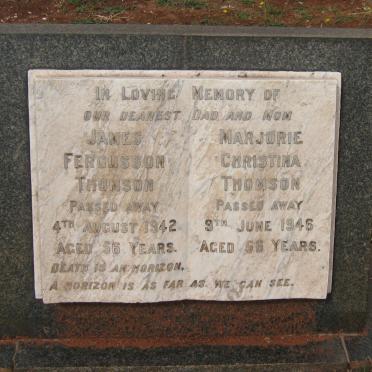 In Loving Memory of
our dearest Dad and Mom
James Marjorie
Fergusson Christina
Thomson Thomson
Passed away Passed away
4th August 1942 9th June 1946
Aged 56 Years. Aged 56 Years.
Death is an horizon,
a horizon is as far as we can see.